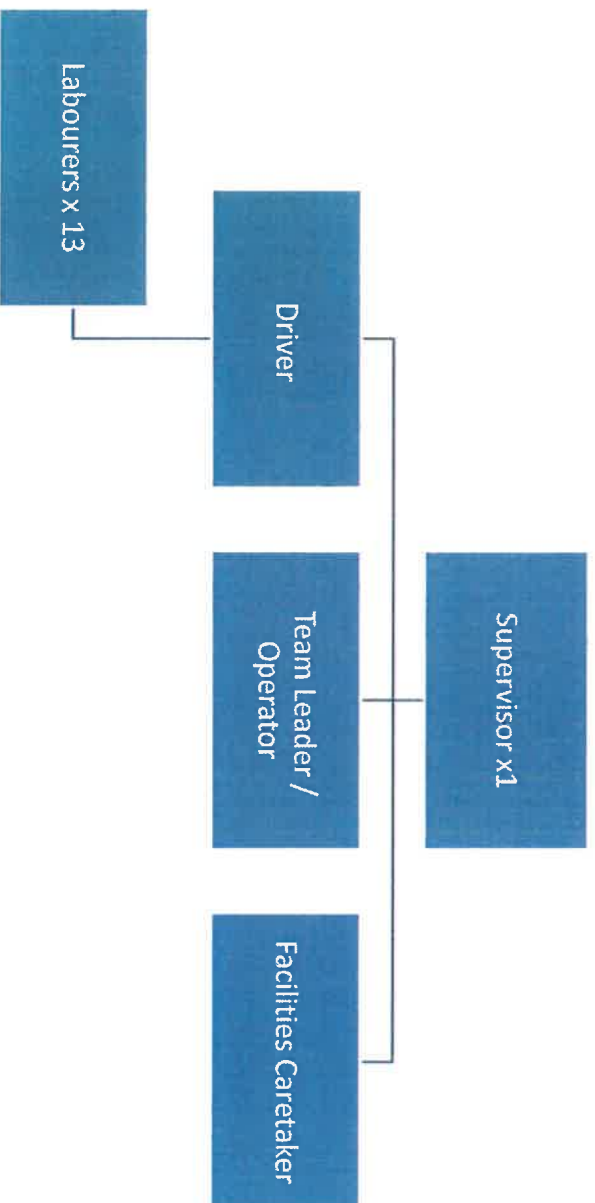 Supervisor x1
Driver
Team Leader /
Operator
Facilities Caretaker
Labourers x 13